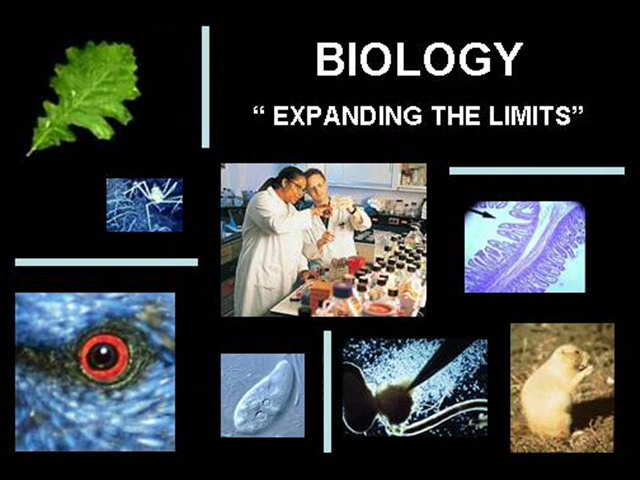 BIOLOGY
“ EXPANDING THE LIMITS”